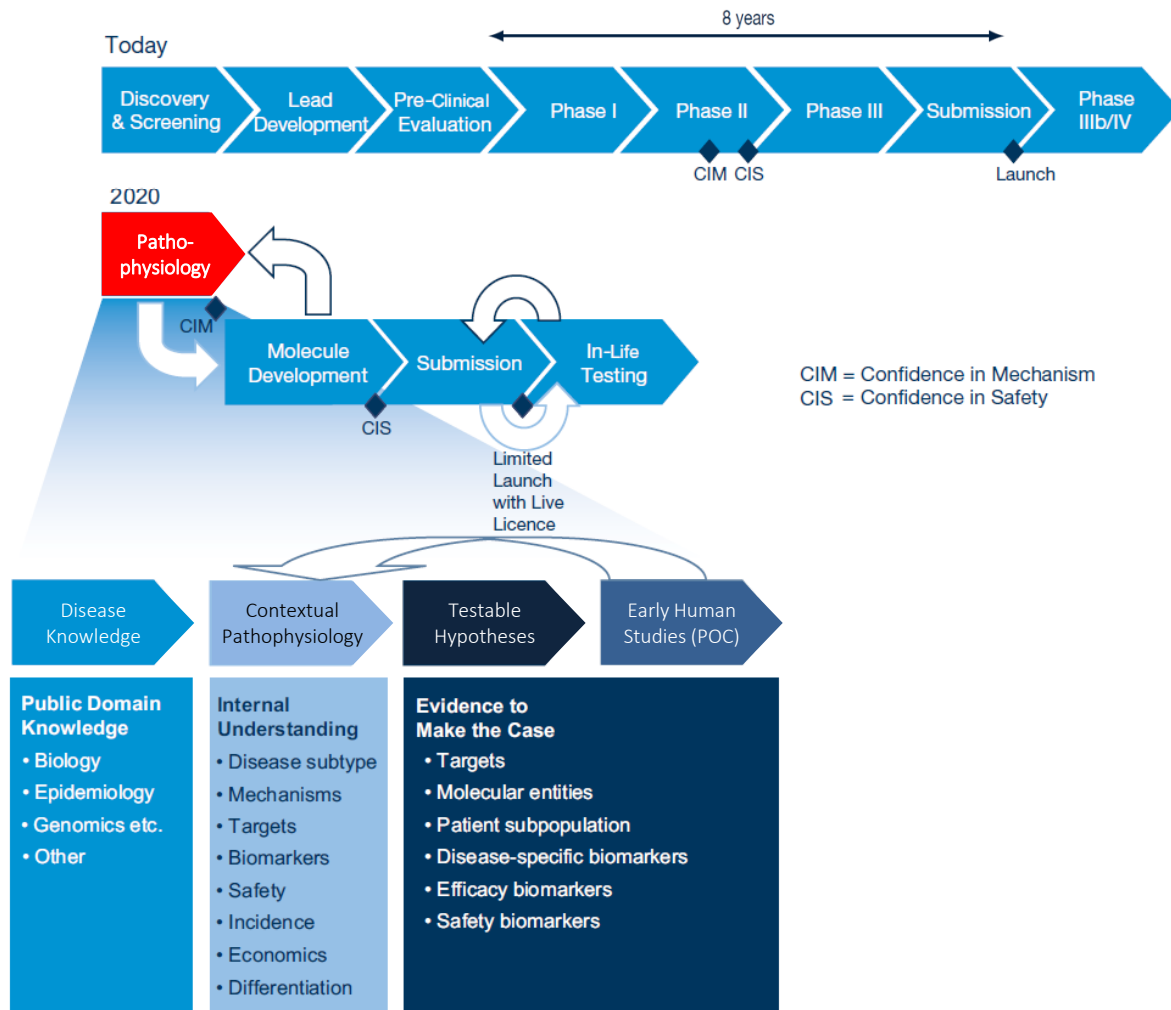 8 years
Today
Discovery
& Screening
Lead
Development
Pre-Clinical
Evaluation
Phase I
Phase II
Phase III
Submission
Phase
IIIb/IV
CIM
CIS
Launch
2020
Patho-
physiology
CIM
Molecule
Development
Submission
In-Life
Testing
CIS
CIM = Confidence in Mechanism
CIS = Confidence in Safety
Limited
Launch
with Live
Licence
Disease
Knowledge
Contextual
Pathophysiology
Testable
Hypotheses
Early Human
Studies (POC)
Public Domain
Knowledge
• Biology
• Epidemiology
• Genomics etc.
• Other
Internal
Understanding
• Disease subtype
• Mechanisms
• Targets
• Biomarkers
• Safety
• Incidence
• Economics
• Differentiation
Evidence to
Make the Case
• Targets
• Molecular entities
• Patient subpopulation
• Disease-specific biomarkers
• Efficacy biomarkers
• Safety biomarkers